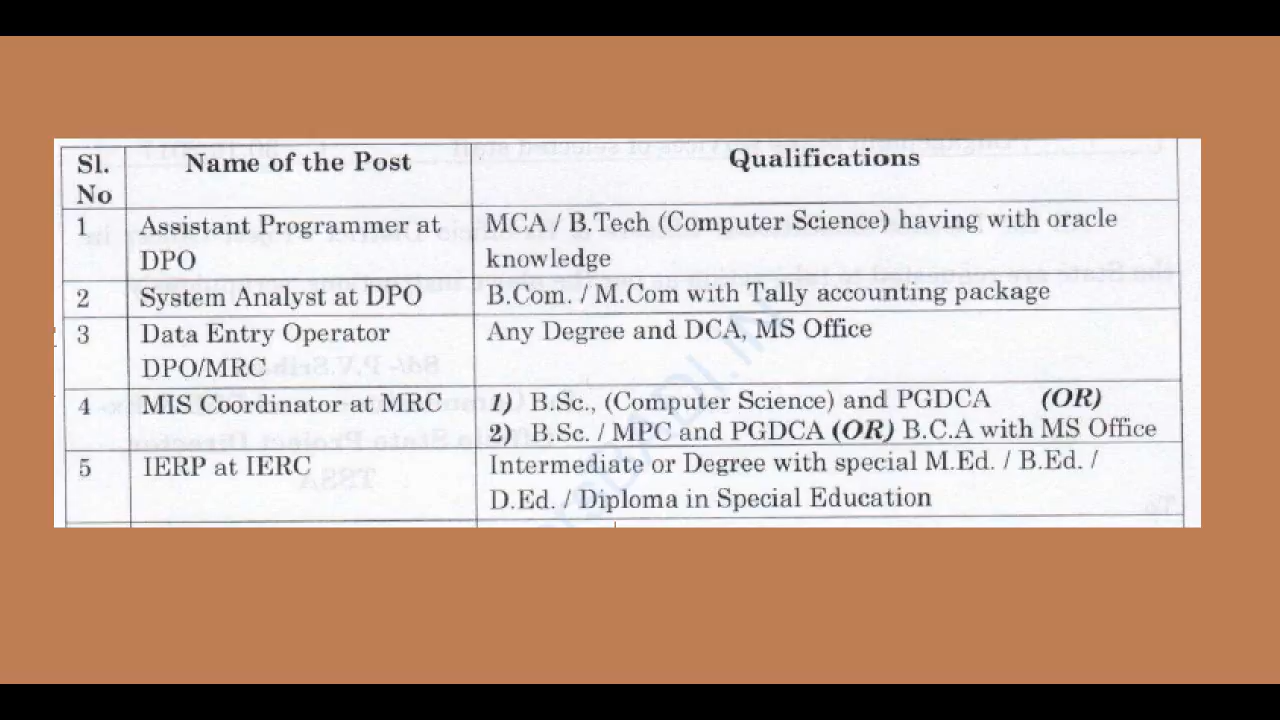 Sl.
No
Name of the Post
Qualifications
1
Assistant Programmer at
DPO
MCA / B.Tech (Computer Science) having with oracle
knowledge
2
System Analyst at DPO
B.Com. / M.Com with Tally accounting package
3
Data Entry Operator
DPO/MRC
Any Degree and DCA, MS Office
4
MIS Coordinator at MRC
1) B.Sc., (Computer Science) and PGDCA (OR)
2) B.Sc. / MPC and PGDCA (OR) B.C.A with MS Office
5
IERP at IERC
Intermediate or Degree with special M.Ed. / B.Ed. /
D.Ed. / Diploma in Special Education